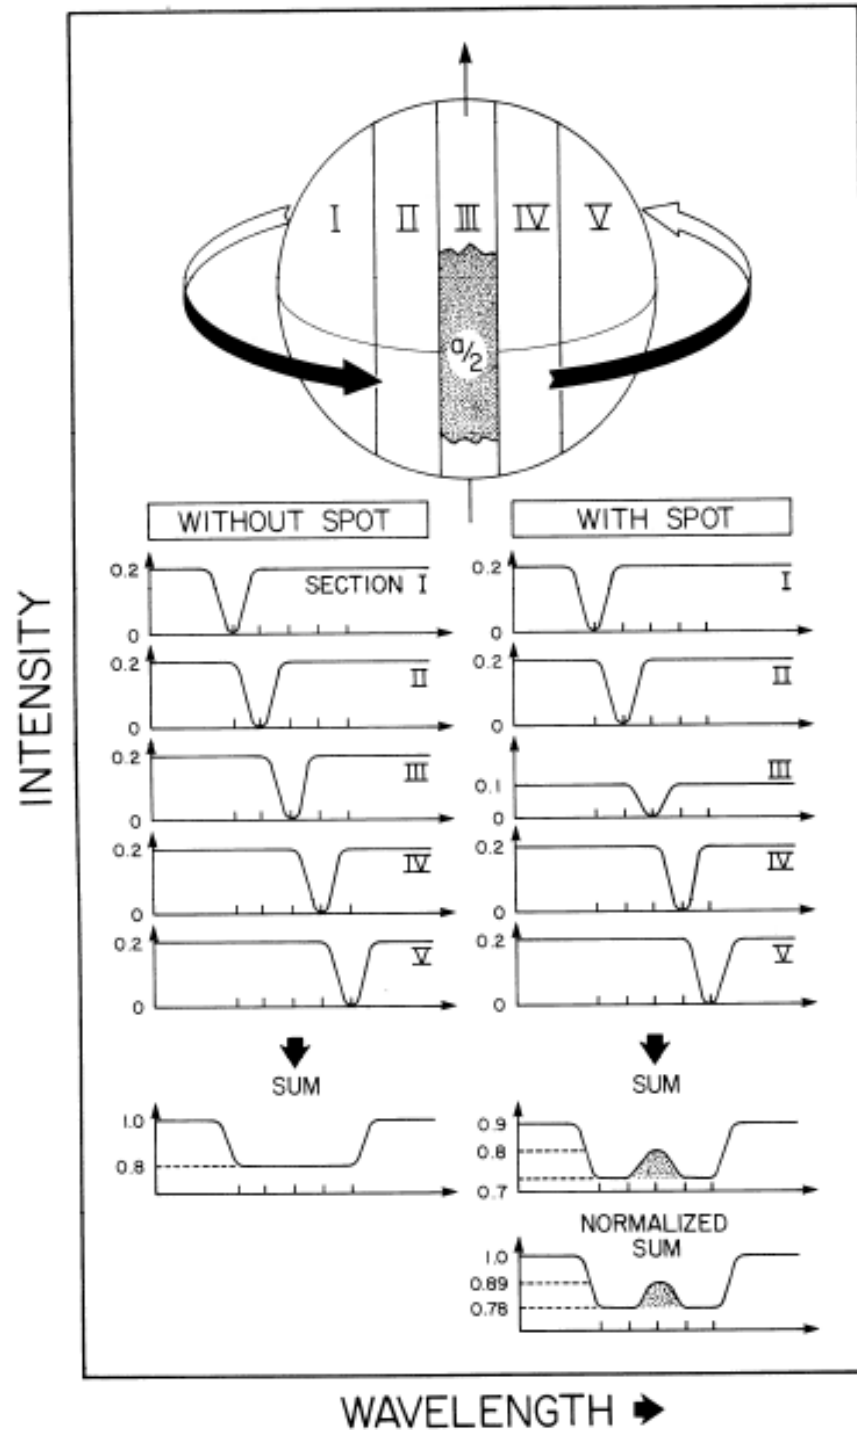 I II III IV V
a/2
WITHOUT SPOT
WITH SPOT
INTENSITY
0.2
SECTION I
0
0.2
II
0
0.2
III
0
0.2
IV
0
0.2
V
0
SUM
1.0
0.8
0.2
I
0
0.2
II
0
III
0.1
0
0.2
IV
0
0.2
V
0
SUM
0.9
0.8
0.7
NORMALIZED
SUM
1.0
0.89
0.78
WAVELENGTH